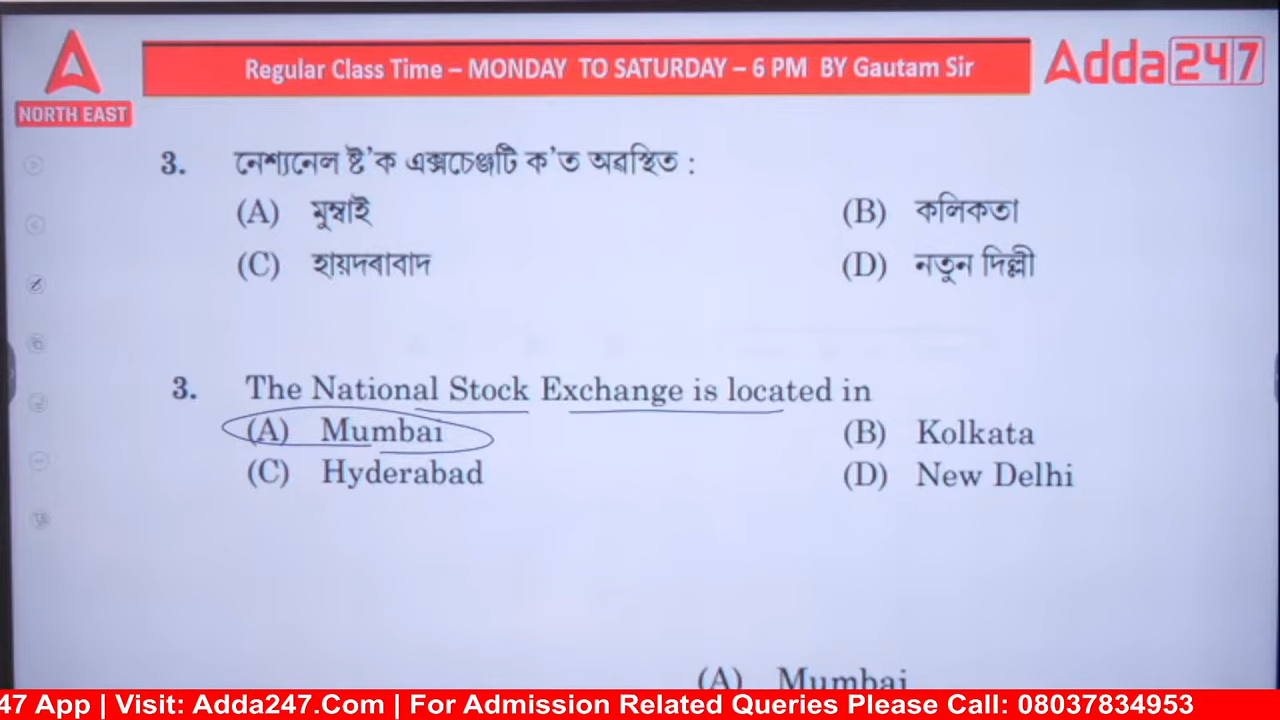 NORTH EAST
Regular Class Time – MONDAY TO SATURDAY – 6 PM BY Gautam Sir
Adda247
3. নেশ্যনেল ষ্ট'ক এক্সচেঞ্জটি ক'ত অৱস্থিত :
(A) মুম্বাই (B) কলিকতা
(C) হায়দৰাবাদ (D) নতুন দিল্লী
3. The National Stock Exchange is located in
(A) Mumbai (B) Kolkata
(C) Hyderabad (D) New Delhi
(A) Mumbai
47 App | Visit: Adda247.Com | For Admission Related Queries Please Call: 08037834953